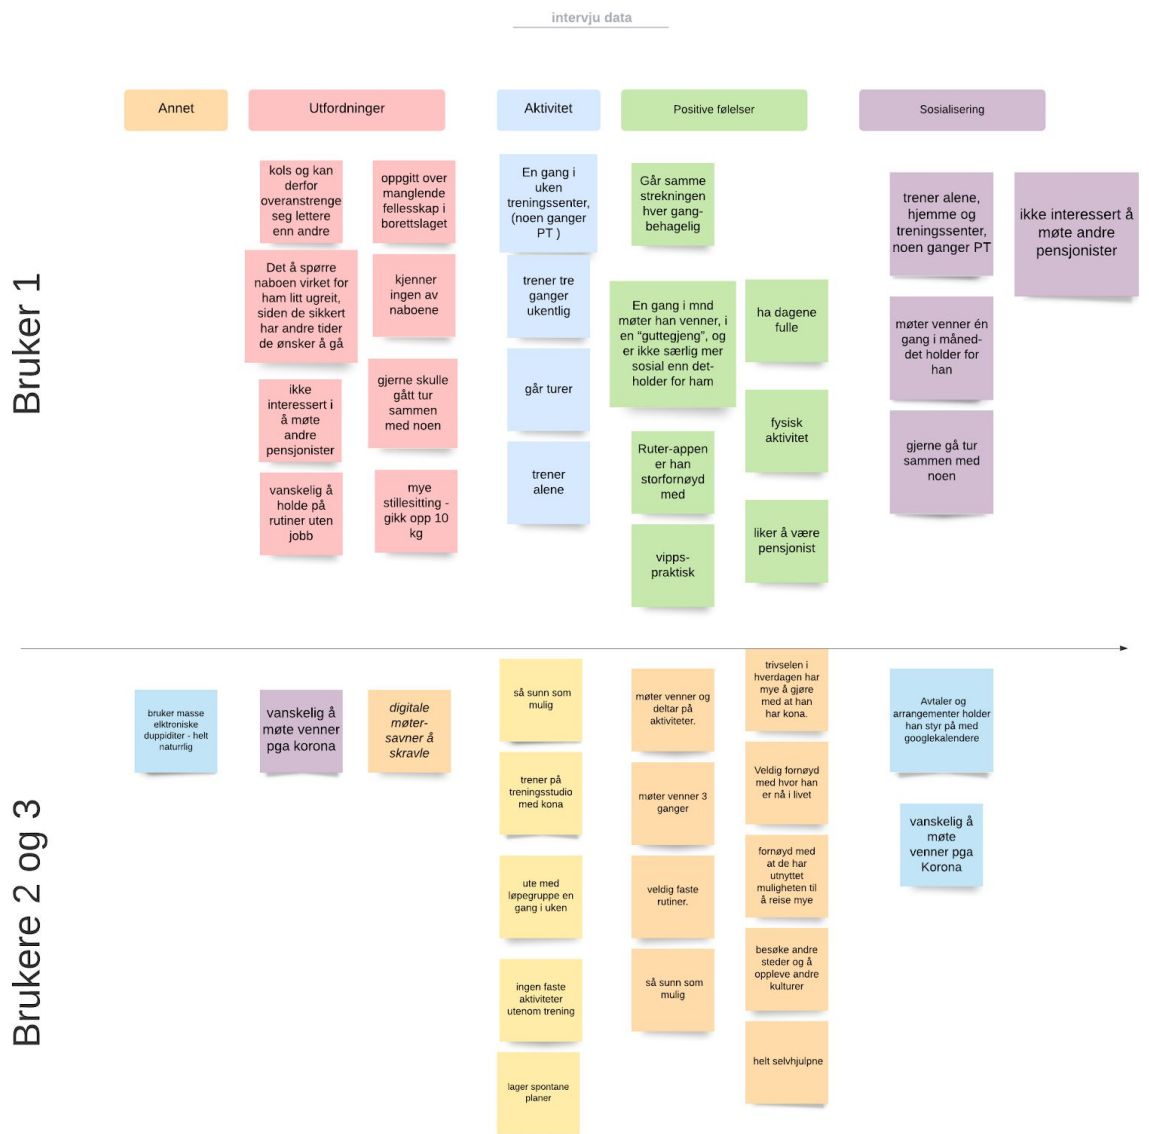 intervju data
Annet
Utfordninger
Aktivitet
Positive følelser
Sosialisering
Bruker 1
kols og kan
derfor
overanstrenge
seg lettere
enn andre
oppgitt over
manglende
fellesskap i
borettslaget
Det å spørre
naboen virket for
ham litt ugreit,
siden de sikkert
har andre tider
de ønsker å gå
kjenner
ingen av
naboene
ikke
interessert i
å møte
andre
pensjonister
gjerne skulle
gått tur
sammen
med noen
vanskelig å
holde på
rutiner uten
jobb
mye
stillesitting -
gikk opp 10
kg
En gang i
uken
treningssenter,
(noen ganger
PT )
trener tre
ganger
ukentlig
går turer
trener
alene
Går samme
strekningen
hver gang-
behagelig
En gang i mnd
møter han venner, i
en “guttegjeng”, og
er ikke særlig mer
sosial enn det-
holder for ham
ha dagene
fulle
fysisk
aktivitet
Ruter-appen
er han
storfornøyd
med
liker å være
pensjonist
vipps-
praktisk
trener alene,
hjemme og
treningssenter,
noen ganger PT
ikke interessert å
møte andre
pensjonister
møter venner én
gang i måned-
det holder for
han
gjerne gå tur
sammen med
noen
Brukere 2 og 3
bruker masse
elktroniske
duppiditer - helt
naturrlig
vanskelig å
møte venner
pga korona
digitale
møter-
savner å
skravle
så sunn som
mulig
trener på
treningsstudio
med kona
ute med
løpegruppe en
gang i uken
ingen faste
aktiviteter
utenom trening
lager spontane
planer
møter venner og
deltar på
aktiviteter.
møter venner 3
ganger
veldig faste
rutiner.
så sunn som
mulig
trivselen i
hverdagen har
mye å gjøre
med at han
har kona.
Veldig fornøyd
med hvor han
er nå i livet
fornøyd med
at de har
utnyttet
muligheten til
å reise mye
besøke andre
steder og å
oppleve andre
kulturer
helt selvhjulpne
Avtaler og
arrangementer holder
han styr på med
googlekalendere
vanskelig å
møte
venner pga
Korona